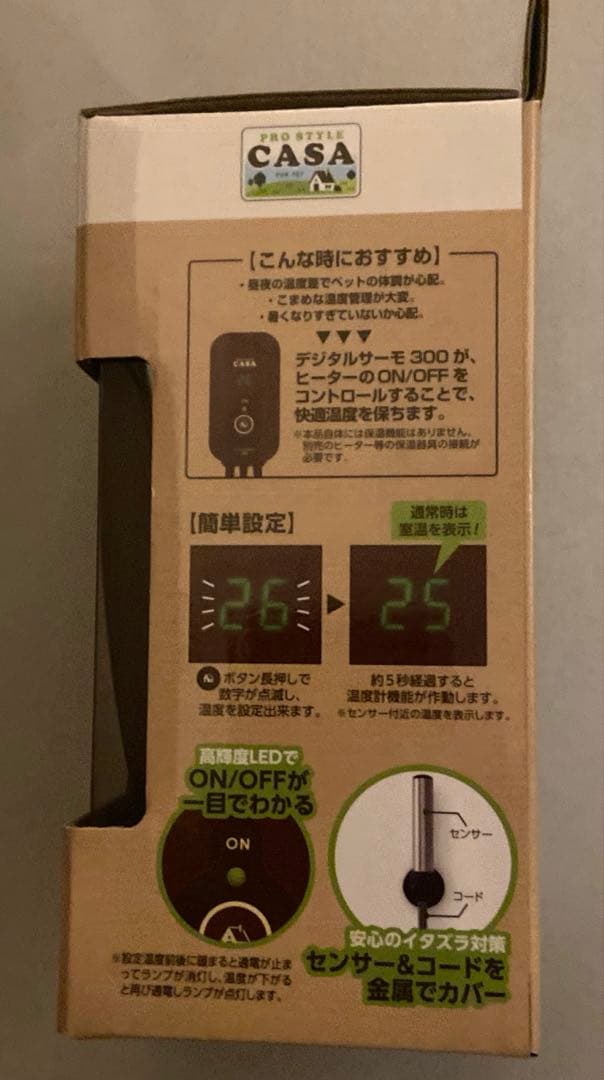 PRO STYLE
CASA
FOR PET
【こんな時におすすめ】
・昼夜の温度差でペットの体調が心配。
・こまめな温度管理が大変。
・暑くなりすぎていないか心配。
▼▼▼
CASA
デジタルサーモ300が、
ヒーターのON/OFFを
コントロールすることで、
快適温度を保ちます。
※本品自体には保温機能はありません。
別売のヒーター等の保温器具の接続が
必要です。
【簡単設定】
通常時は
室温を表示!
26
25
ボタン長押しで
数字が点滅し、
温度を設定出来ます。
約5秒経過すると
温度計機能が作動します。
※センサー付近の温度を表示します。
高輝度LEDで
ON/OFFが
一目でわかる
ON
※設定温度前後に暖まると通電が止ま
ってランプが消灯し、温度が下がる
と再び通電しランプが点灯します。
センサー
コード
安心のイタズラ対策
センサー&コードを
金属でカバー